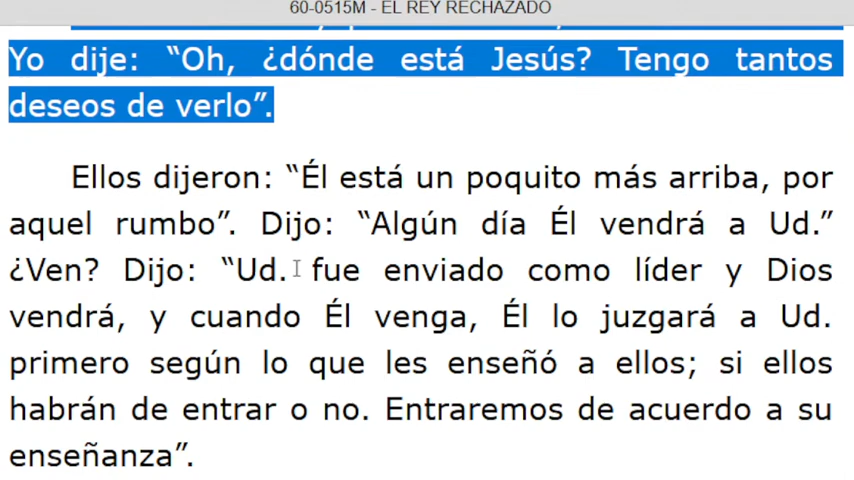 60-0515M - EL REY RECHAZADO
Yo dije: “Oh, ¿dónde está Jesús? Tengo tantos
deseos de verlo”.
Ellos dijeron: “Él está un poquito más arriba, por
aquel rumbo”. Dijo: “Algún día Él vendrá a Ud.”
¿Ven? Dijo: “Ud. fue enviado como líder y Dios
vendrá, y cuando Él venga, Él lo juzgará a Ud.
primero según lo que les enseñó a ellos; si ellos
habrán de entrar o no. Entraremos de acuerdo a su
enseñanza”.